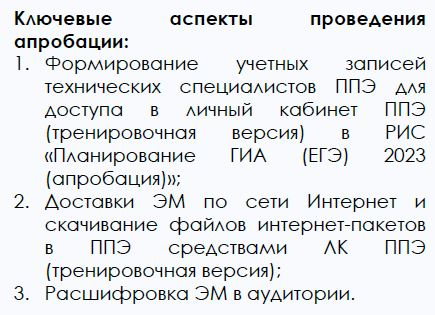 Ключевые аспекты проведения
апробации:
1. Формирование учетных записей
технических специалистов ППЭ для
доступа в личный кабинет ППЭ
(тренировочная версия) в РИС
«Планирование ГИА (ЕГЭ) 2023
(апробация)»;
2. Доставки ЭМ по сети Интернет и
скачивание файлов интернет-пакетов
в ППЭ средствами ЛК ППЭ
(тренировочная версия);
3. Расшифровка ЭМ в аудитории.